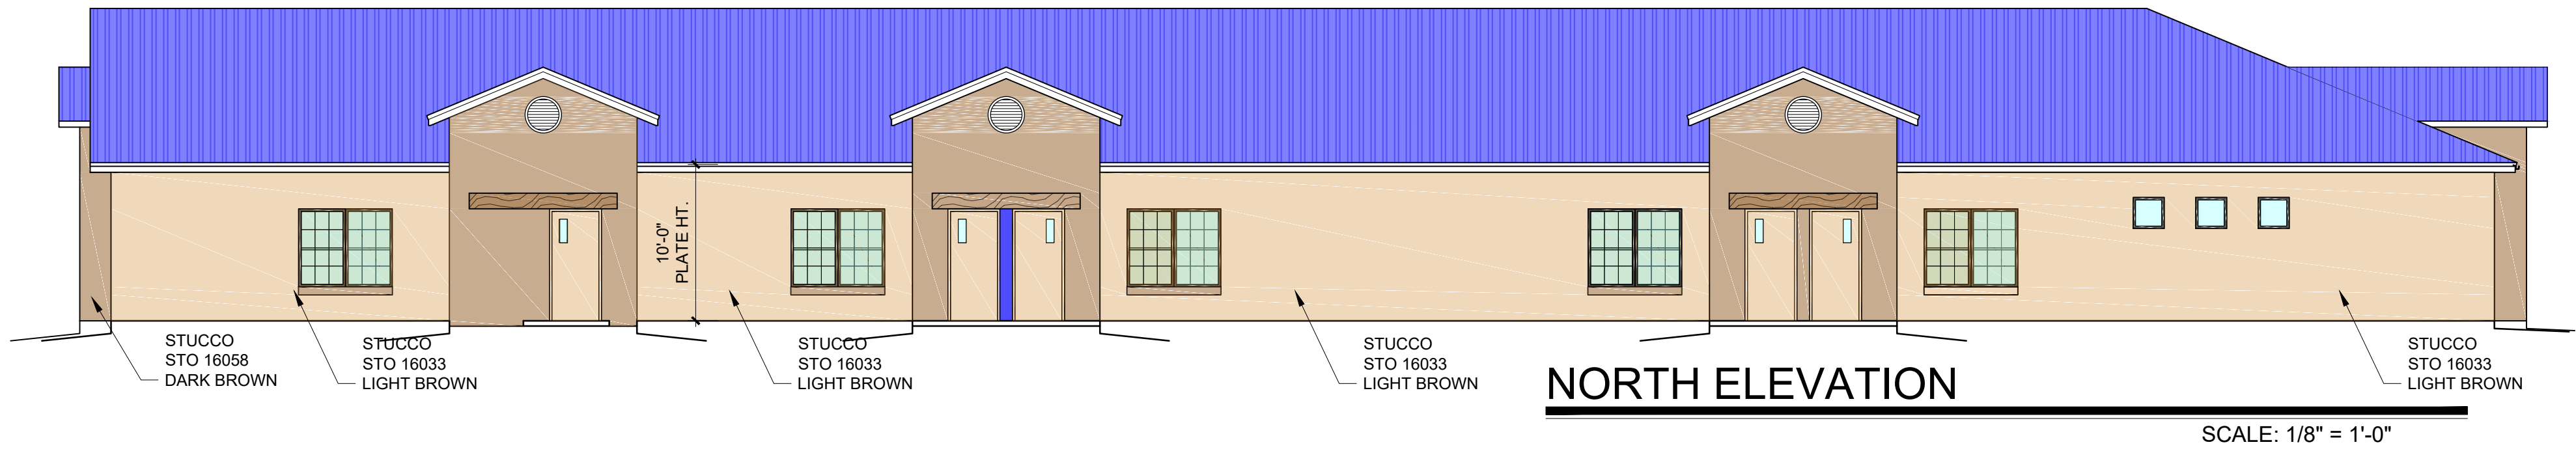 10'-0"
PLATE HT.
STUCCO
STO 16058
DARK BROWN
STUCCO
STO 16033
LIGHT BROWN
STUCCO
STO 16033
LIGHT BROWN
STUCCO
STO 16033
LIGHT BROWN
STUCCO
STO 16033
LIGHT BROWN
NORTH ELEVATION
SCALE: 1/8" = 1'-0"